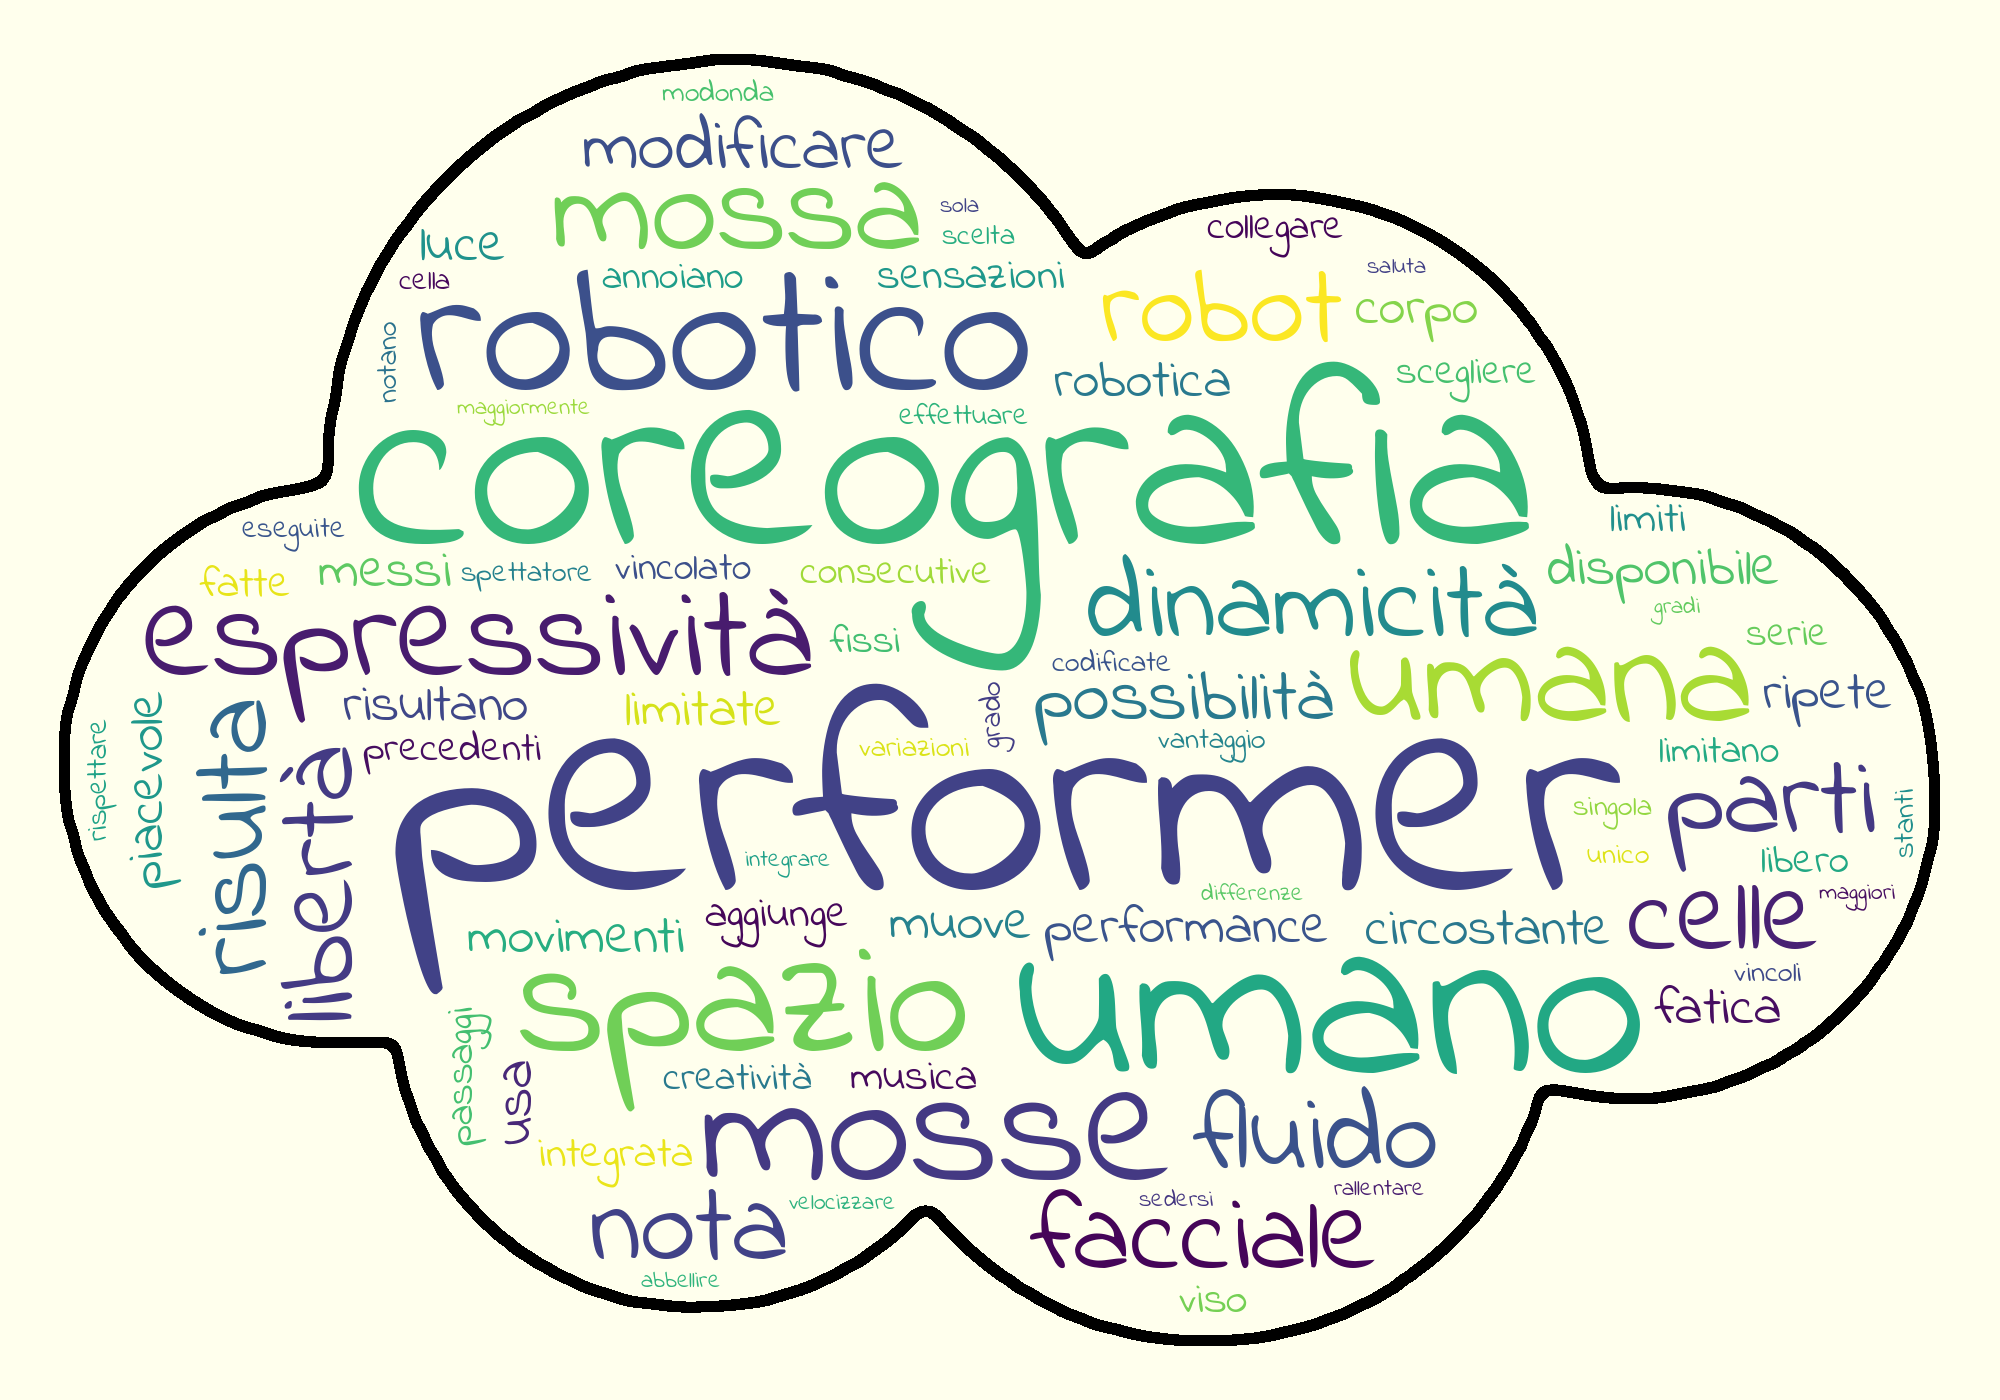 modonda
modificare
mossa
sola
scelta
luce
cella
annoiano
sensazioni
collegare
saluta
robotico
robot
corpo
notano
robotica
scegliere
maggiormente
effettuare
coreografia
eseguite
limiti
fatte
messi
spettatore
vincolato
consecutive
disponibile
espressività
fissi
dinamicità
gradi
serie
codificate
umana
risultano
limitate
grado
possibilità
ripete
rispettare
piacevole
risulta
libertà
precedenti
variazioni
vantaggio
limitano
performer
singola
parti
stanti
integrare
unico
libero
differenze
celle
maggiori
movimenti
aggiunge
muove
performance
circostante
vincoli
spazio
umano
fatica
passaggi
usa
creatività
musica
integrata
mosse
fluido
nota
velocizzare
sedersi
rallentare
facciale
abbellire
viso